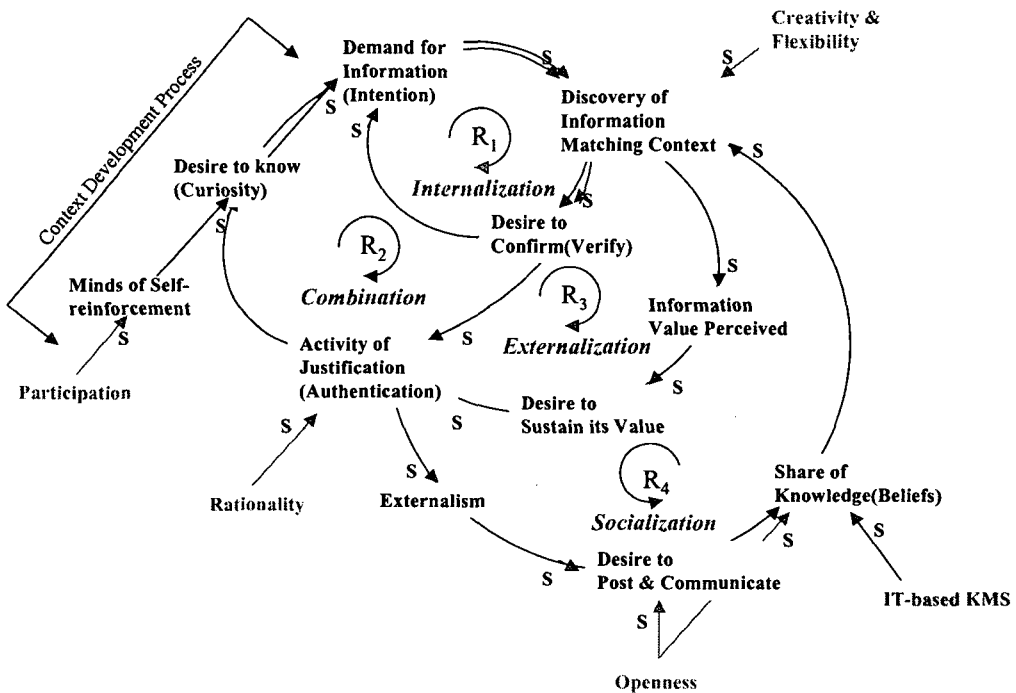 Creativity &
Flexibility
S
Context Development Process
Demand for
Information
(Intention)
S
Discovery of
Information
Matching Context
S
S
R1
Internalization
S
Desire to know
(Curiosity)
S
S
Desire to
Confirm(Verify)
R2
Combination
S
Minds of Self-
reinforcement
S
R3
Externalization
Information
Value Perceived
S
Activity of
Justification
(Authentication)
S
Participation
S
Desire to
Sustain its Value
S
S
R4
Socialization
Rationality
S
Externalism
Share of
Knowledge(Beliefs)
S
S
Desire to
Post & Communicate
S
IT-based KMS
S
Openness